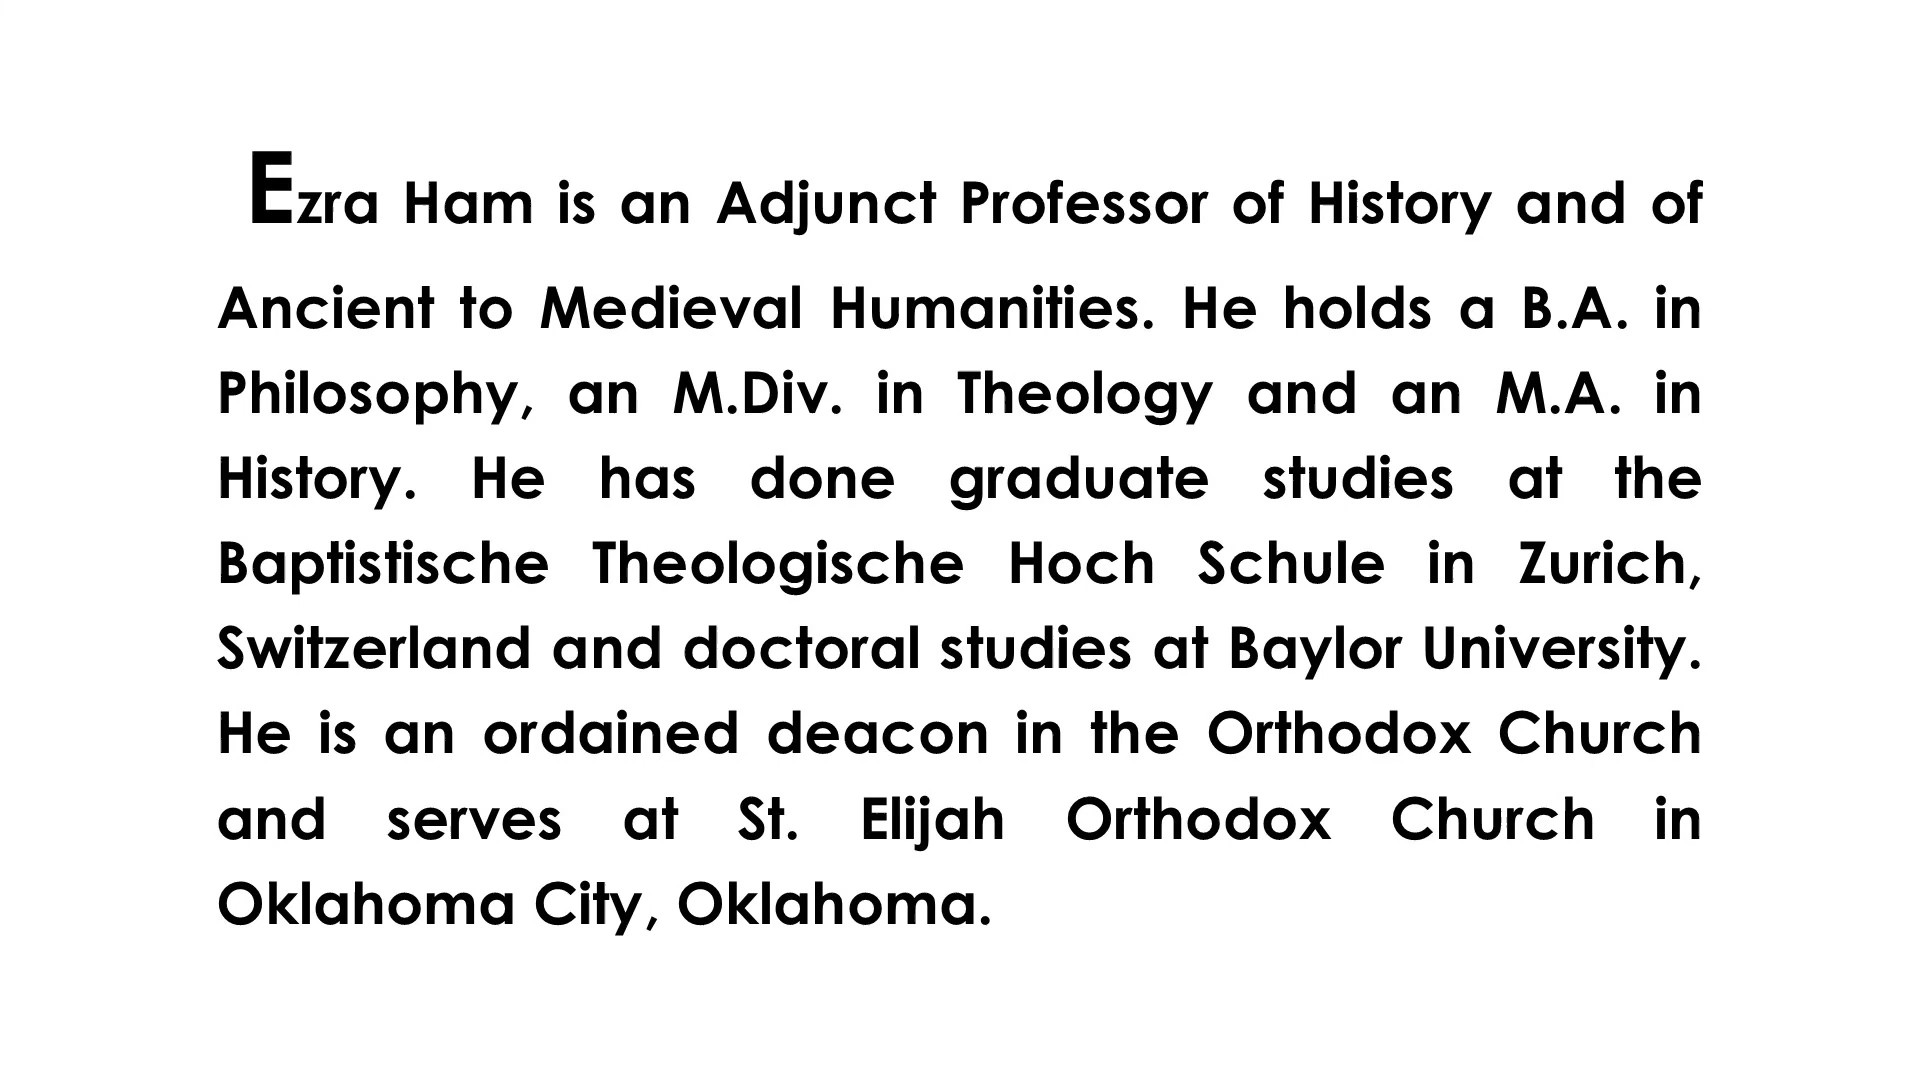 Ezra Ham is an Adjunct Professor of History and of
Ancient to Medieval Humanities. He holds a B.A. in
Philosophy, an M.Div. in Theology and an M.A. in
History. He has done graduate studies at the
Baptistische Theologische Hoch Schule in Zurich,
Switzerland and doctoral studies at Baylor University.
He is an ordained deacon in the Orthodox Church
and serves at St. Elijah Orthodox Church in
Oklahoma City, Oklahoma.